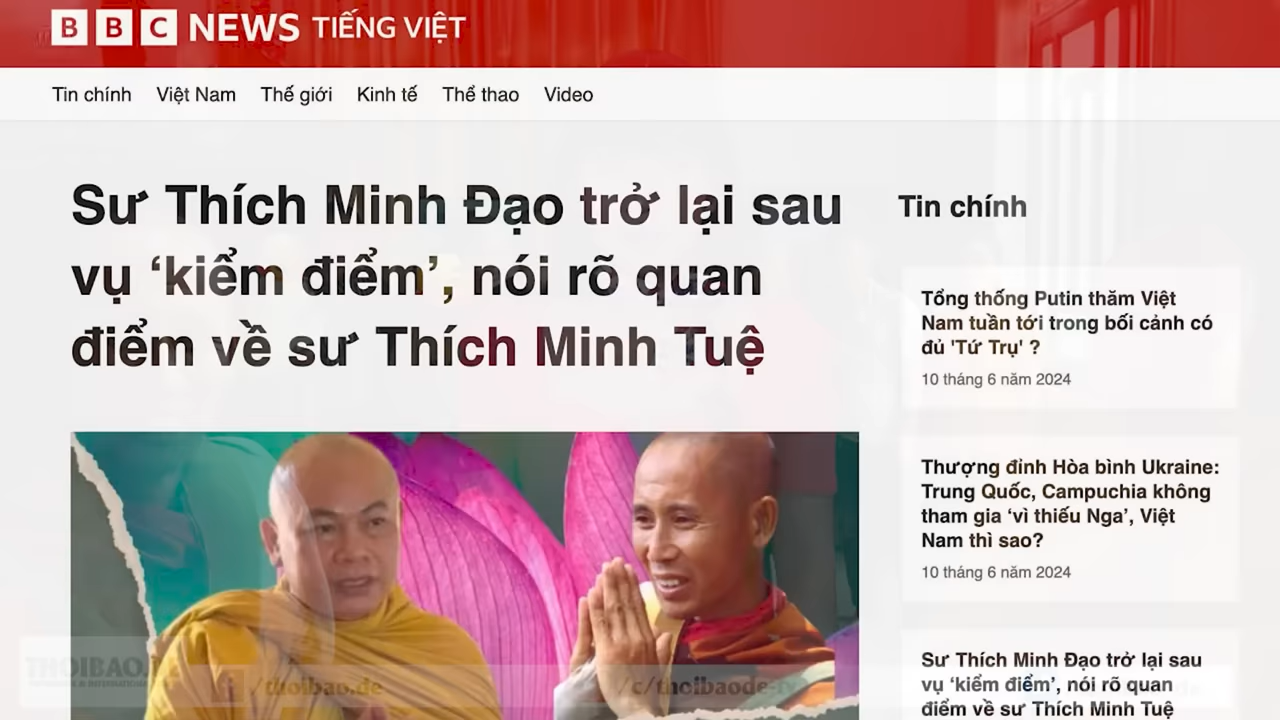 BBC NEWS TIẾNG VIỆT
Tin chính Việt Nam Thế giới Kinh tế Thể thao Video
Sư Thích Minh Đạo trở lại sau
vụ ‘kiểm điểm’, nói rõ quan
điểm về sư Thích Minh Tuệ
Tin chính
Tổng thống Putin thăm Việt
Nam tuần tới trong bối cảnh có
đủ 'Tứ Trụ' ?
10 tháng 6 năm 2024
Thượng đỉnh Hòa bình Ukraine:
Trung Quốc, Campuchia không
tham gia ‘vì thiếu Nga’, Việt
Nam thì sao?
10 tháng 6 năm 2024
Sư Thích Minh Đạo trở lại sau
vụ ‘kiểm điểm’, nói rõ quan
điểm về sư Thích Minh Tuệ
THOIBAO.DE
/thoibao.de
/c/thoibaode-tv